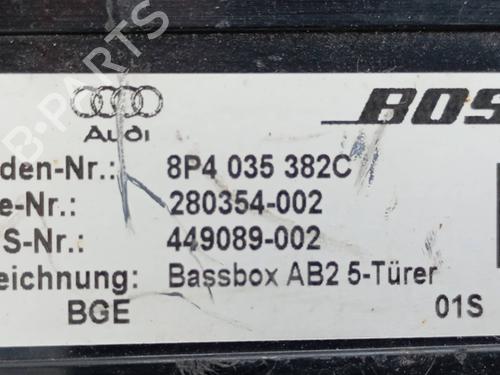 Audi BOS
den-Nr.: 8P4 035 382C
e-Nr.: 280354-002
S-Nr.: 449089-002
eichnung: Bassbox AB2 5-Türer
BGE 01S
B-PARTS